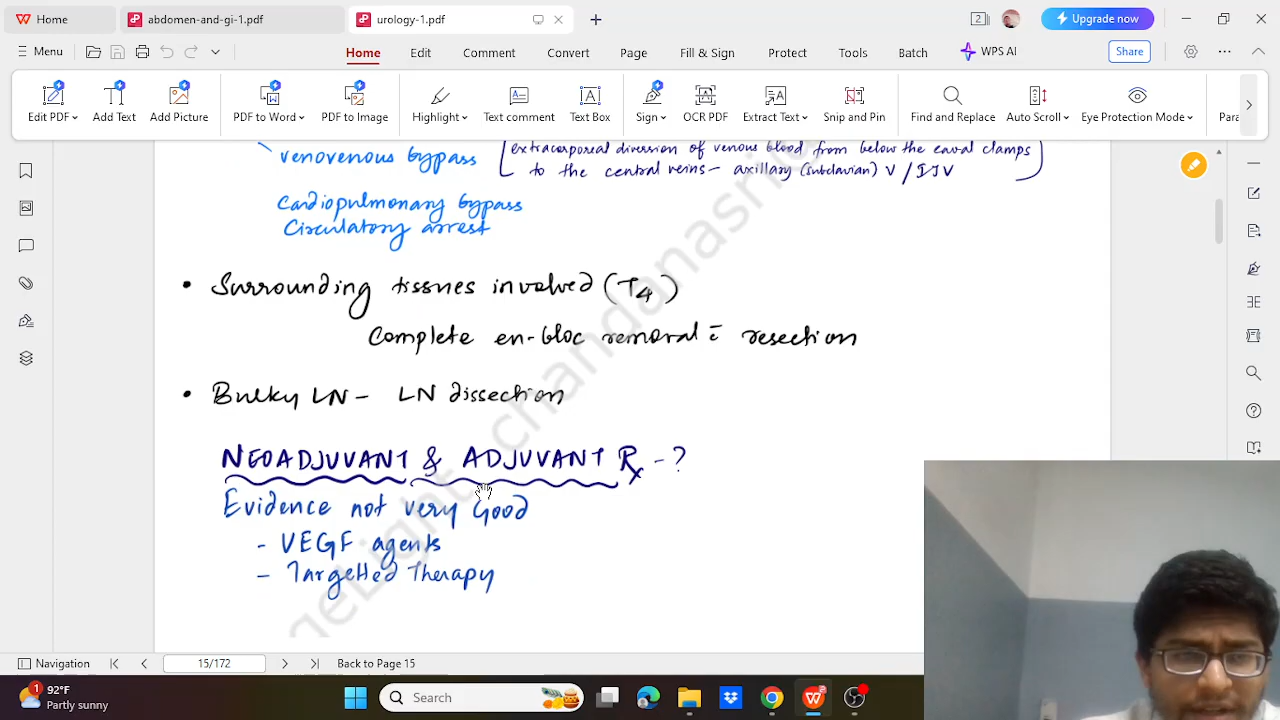 Home
abdomen-and-gi-1.pdf
urology-1.pdf
2
Upgrade now
Menu
Home
Edit
Comment
Convert
Page
Fill & Sign
Protect
Tools
Batch
WPS AI
Share
Edit PDF
Add Text
Add Picture
PDF to Word
PDF to Image
Highlight
Text comment
Text Box
Sign
OCR PDF
Extract Text
Snip and Pin
Find and Replace
Auto Scroll
Eye Protection Mode
Para
venovenous bypass
extracorporeal diversion of venous blood from below the caval clamps
to the central veins - axillary (subclavian) V / IJV
Cardiopulmonary bypass
Circulatory arrest
• Surrounding tissues involved (T4)
Complete en-bloc removal c̄ resection
• Bulky LN - LN dissection
NEOADJUVANT & ADJUVANT Rx - ?
Evidence not very Good
- VEGF agents
- Targetted Therapy
Navigation
15/172
Back to Page 15
1
92°F
Partly sunny
Search